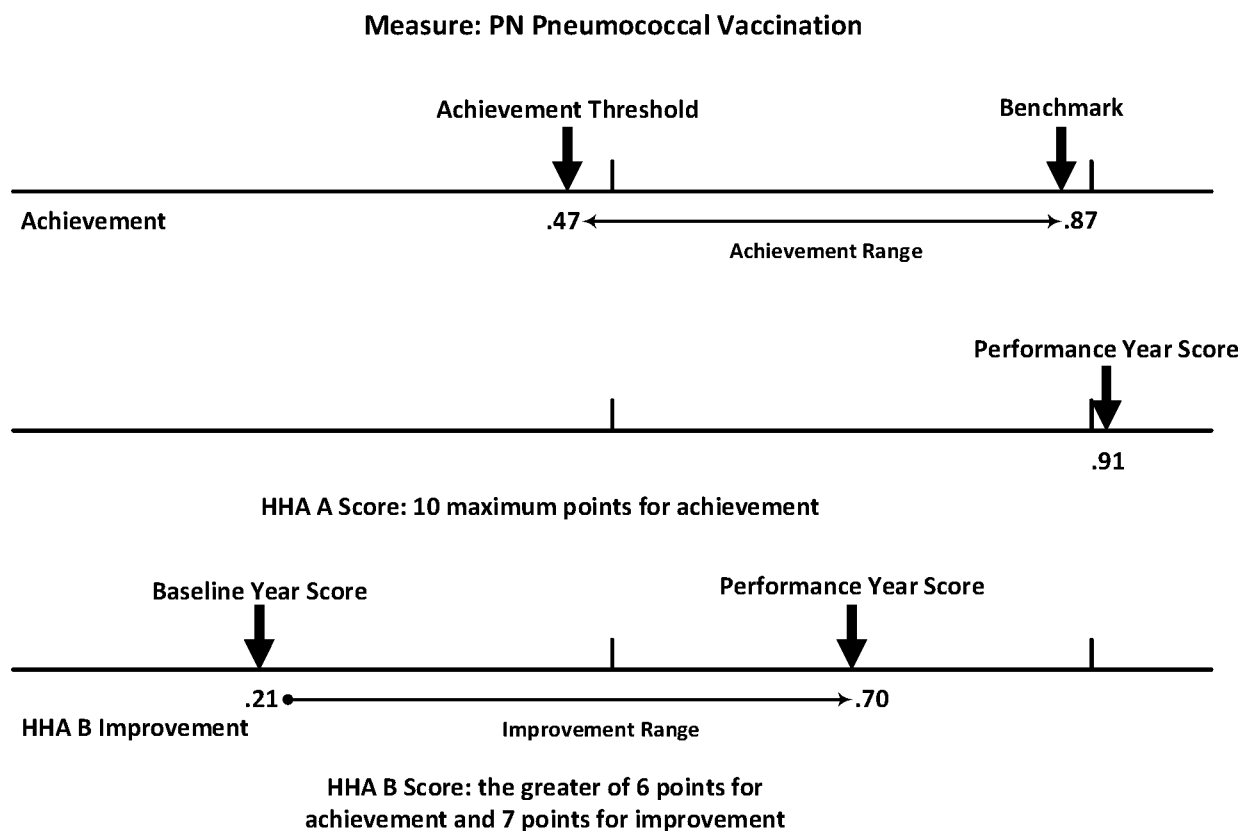 Measure: PN Pneumococcal Vaccination
Achievement Threshold
Benchmark
Achievement
.47
.87
Achievement Range
Performance Year Score
.91
HHA A Score: 10 maximum points for achievement
Baseline Year Score
Performance Year Score
.21
.70
HHA B Improvement
Improvement Range
HHA B Score: the greater of 6 points for
achievement and 7 points for improvement